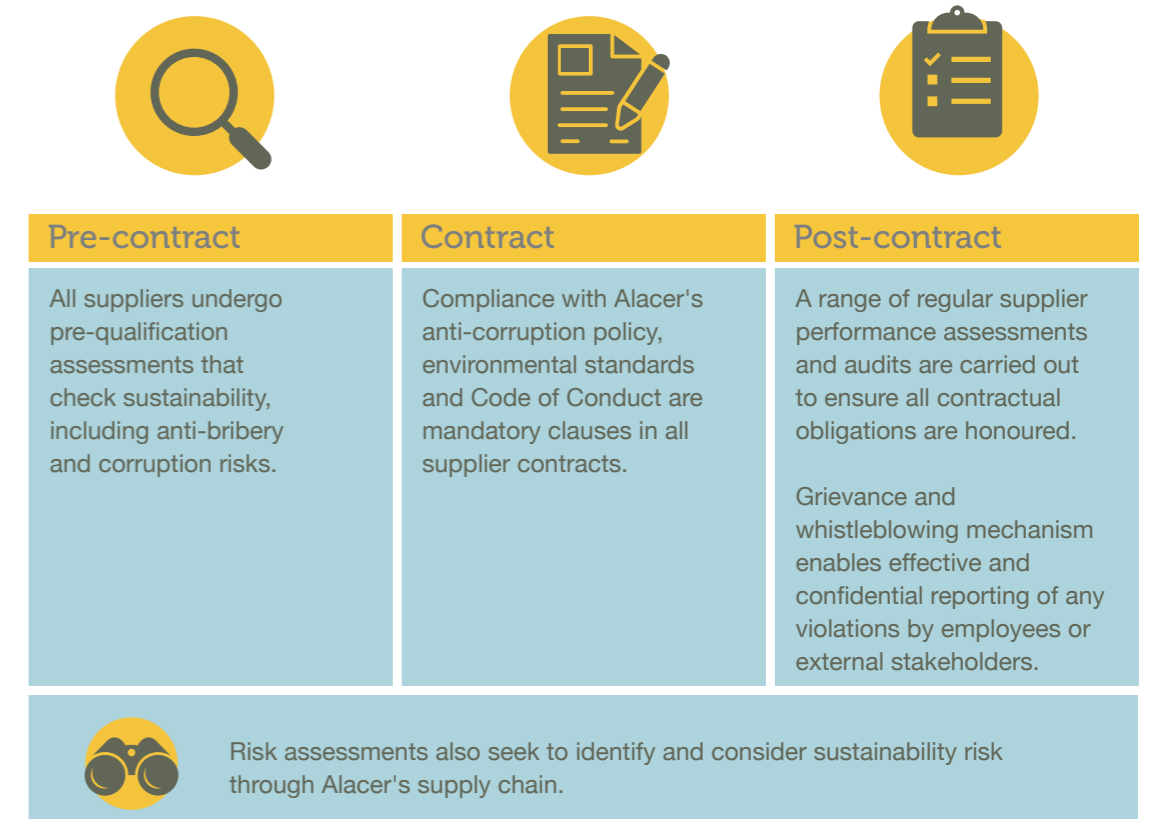 Pre-contract
All suppliers undergo
pre-qualification
assessments that
check sustainability,
including anti-bribery
and corruption risks.
Contract
Compliance with Alacer's
anti-corruption policy,
environmental standards
and Code of Conduct are
mandatory clauses in all
supplier contracts.
Post-contract
A range of regular supplier
performance assessments
and audits are carried out
to ensure all contractual
obligations are honoured.
Grievance and
whistleblowing mechanism
enables effective and
confidential reporting of any
violations by employees or
external stakeholders.
Risk assessments also seek to identify and consider sustainability risk
through Alacer's supply chain.